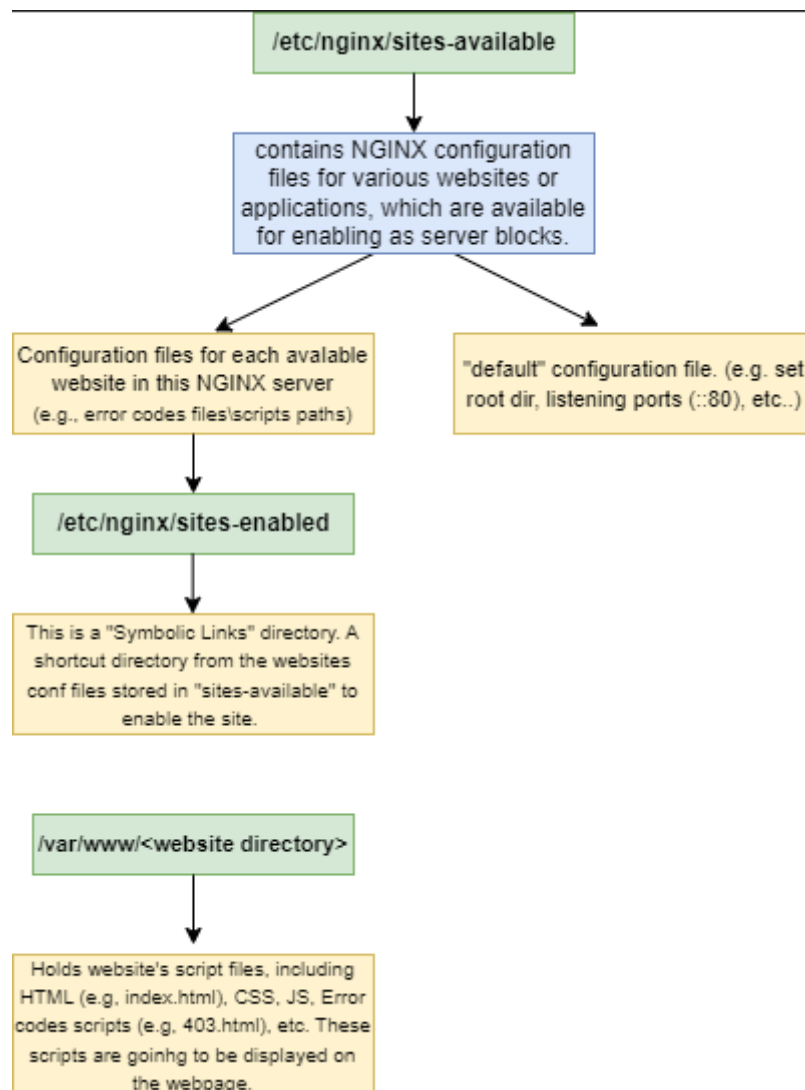 /etc/nginx/sites-available
contains NGINX configuration
files for various websites or
applications, which are available
for enabling as server blocks.
Configuration files for each avalable
website in this NGINX server
(e.g., error codes files\scripts paths)
"default" configuration file. (e.g. set
root dir, listening ports (::80), etc..)
/etc/nginx/sites-enabled
This is a "Symbolic Links" directory. A
shortcut directory from the websites
conf files stored in "sites-available" to
enable the site.
/var/www/<website directory>
Holds website's script files, including
HTML (e.g, index.html), CSS, JS, Error
codes scripts (e.g, 403.html), etc. These
scripts are goinhg to be displayed on
the webpage.